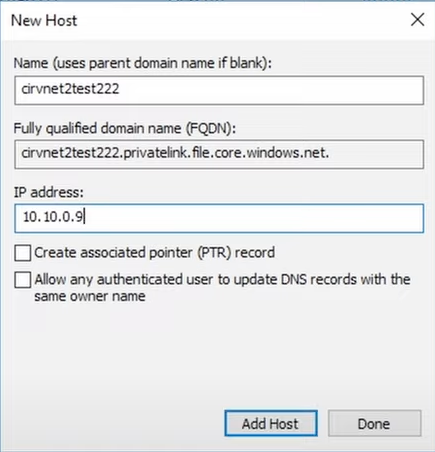 New Host
Name (uses parent domain name if blank):
cirvnet2test222
Fully qualified domain name (FQDN):
cirvnet2test222.privatelink.file.core.windows.net.
IP address:
10.10.0.9
Create associated pointer (PTR) record
Allow any authenticated user to update DNS records with the
same owner name
Add Host
Done